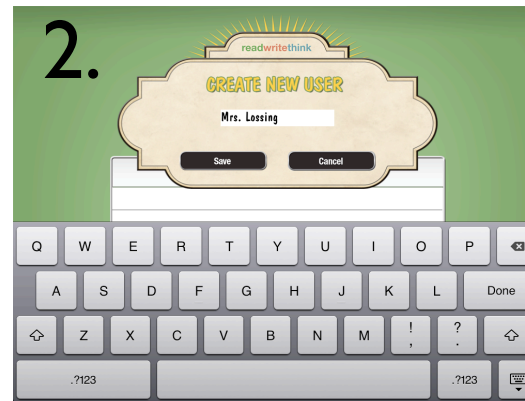 2.
readwritethink
CREATE NEW USER
Mrs. Lossing
Save Cancel
Q W E R T Y U I O P
A S D F G H J K L Done
Z X C V B N M ! , ? .
.?123 .?123